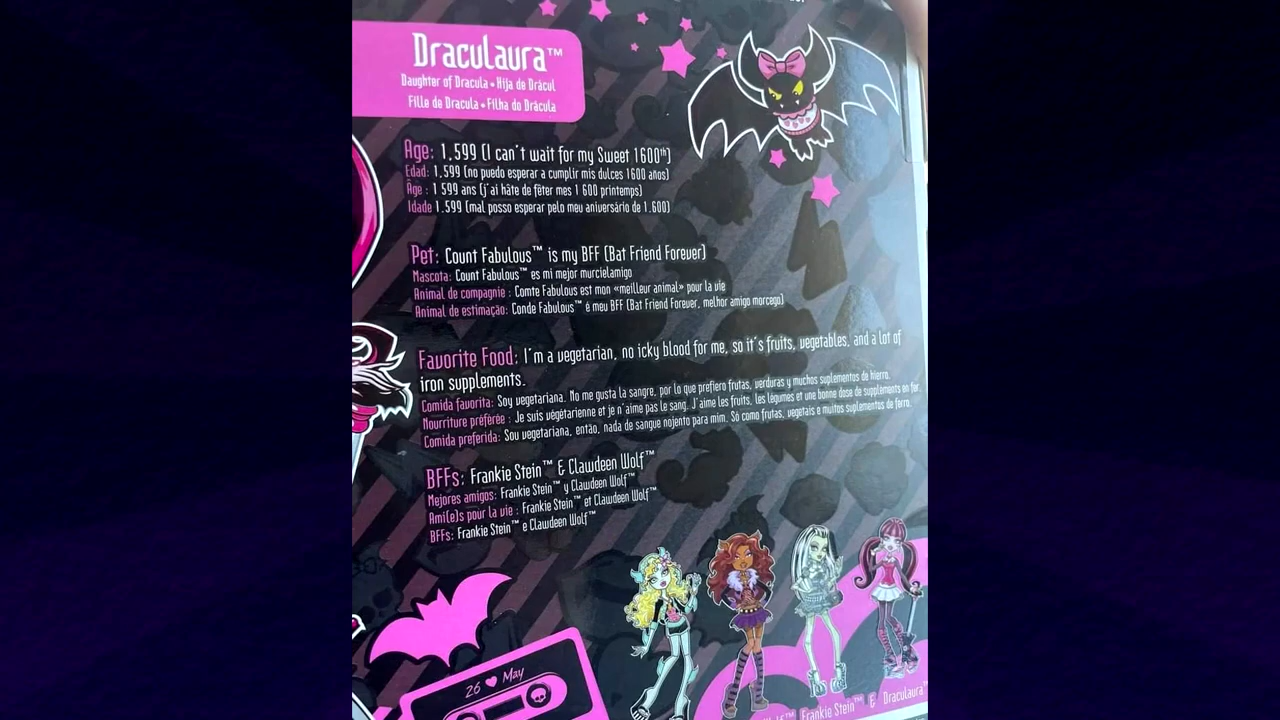 Draculaura™
Daughter of Dracula • Hija de Drácul
Fille de Dracula • Filha do Drácula
Age: 1,599 (I can't wait for my Sweet 1600th)
Edad: 1,599 (no puedo esperar a cumplir mis dulces 1600 años)
Âge : 1 599 ans (j'ai hâte de fêter mes 1 600 printemps)
Idade 1.599 (mal posso esperar pelo meu aniversário de 1.600)
Pet: Count Fabulous™ is my BFF (Bat Friend Forever)
Mascota: Count Fabulous™ es mi mejor murcielamigo
Animal de compagnie : Comte Fabulous est mon «meilleur animal» pour la vie
Animal de estimação: Conde Fabulous™ é meu BFF (Bat Friend Forever, melhor amigo morcego)
Favorite Food: I'm a vegetarian, no icky blood for me, so it's fruits, vegetables, and a lot of
iron supplements.
Comida favorita: Soy vegetariana. No me gusta la sangre, por lo que prefiero frutas, verduras y muchos suplementos de hierro.
Nourriture préférée : Je suis végétarienne et je n'aime pas le sang. J'aime les fruits, les légumes et une bonne dose de suppléments en fer.
Comida preferida: Sou vegetariana, então, nada de sangue nojento para mim. Só como frutas, vegetais e muitos suplementos de ferro.
BFFs: Frankie Stein™ & Clawdeen Wolf™
Mejores amigos: Frankie Stein™ y Clawdeen Wolf™
Ami(e)s pour la vie : Frankie Stein™ et Clawdeen Wolf™
BFFs: Frankie Stein™ e Clawdeen Wolf™
26 ♥ May
Frankie Stein™ & Draculaura™